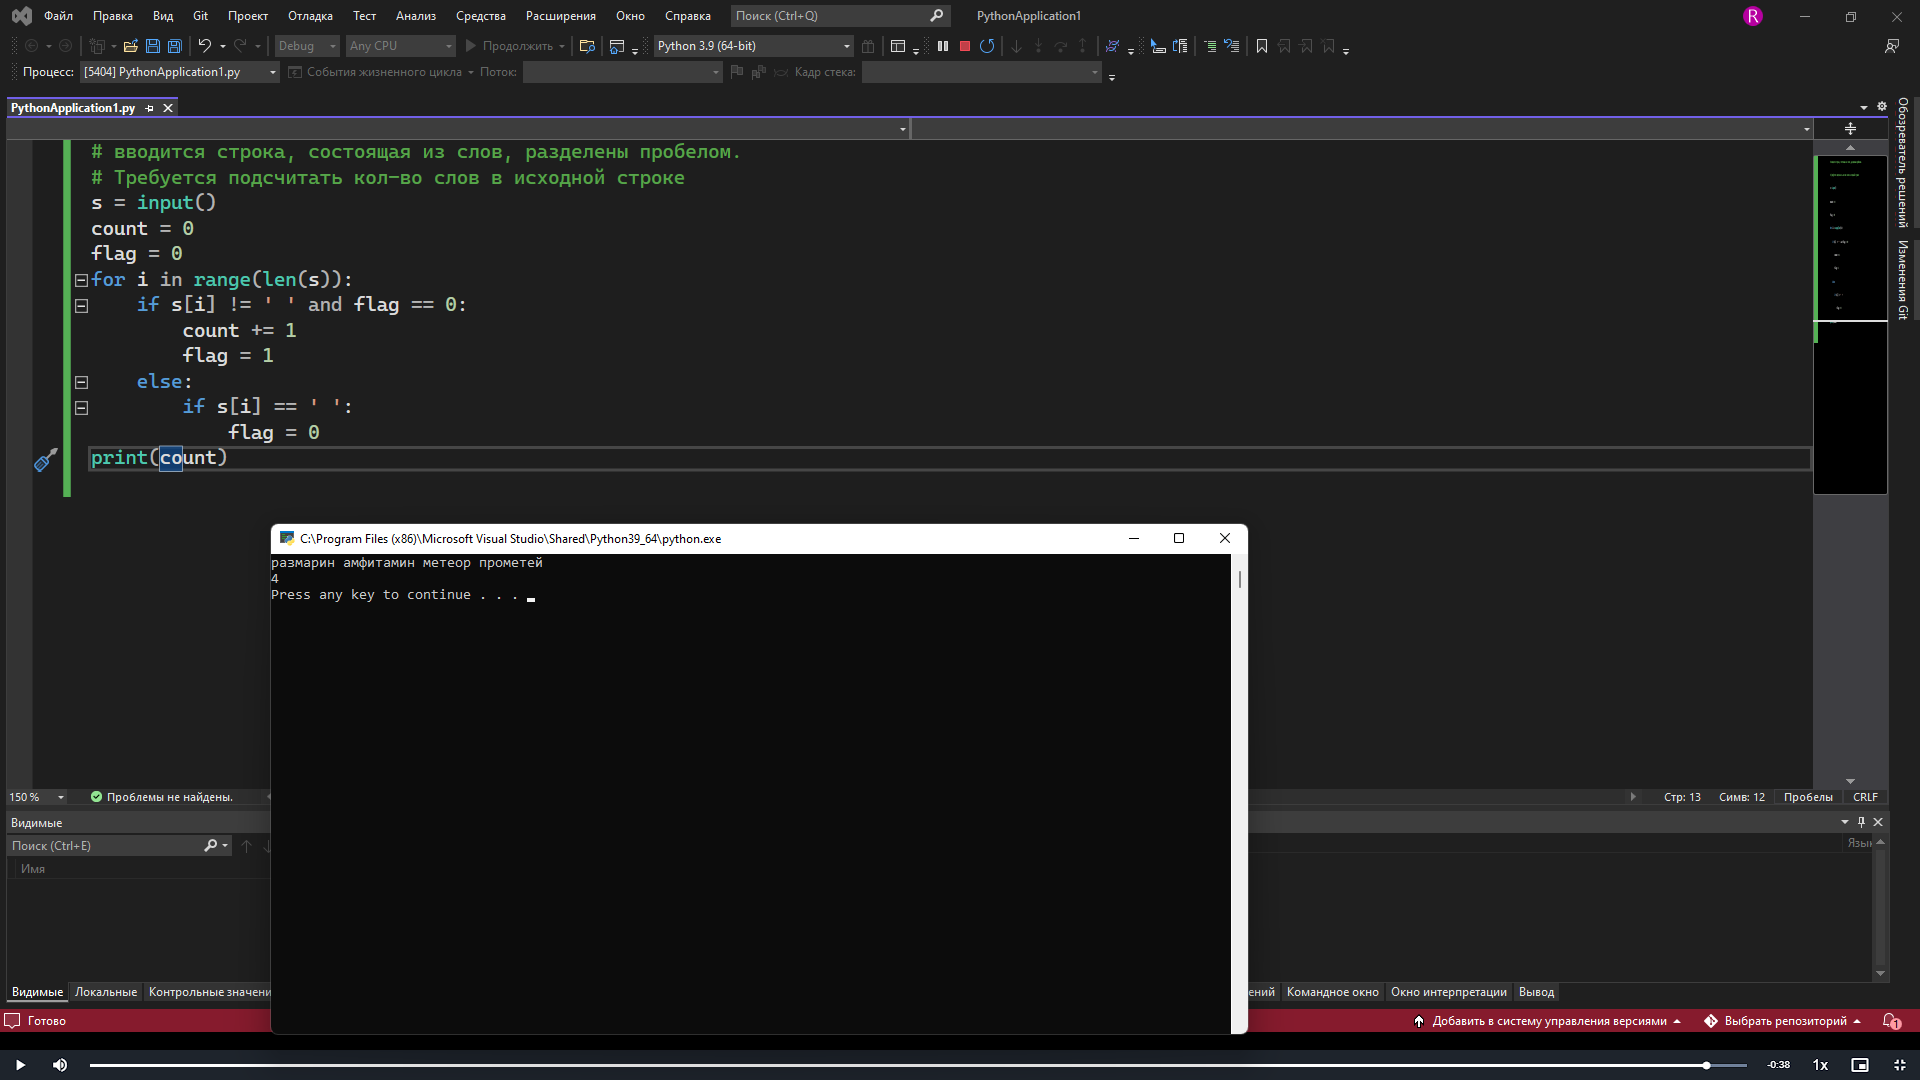 Файл Правка Вид Git Проект Отладка Тест Анализ Средства Расширения Окно Справка Поиск (Ctrl+Q) PythonApplication1 R
Debug Any CPU Продолжить Python 3.9 (64-bit)
Процесс: [5404] PythonApplication1.py События жизненного цикла Поток: Кадр стека:
PythonApplication1.py
# вводится строка, состоящая из слов, разделены пробелом.
# Требуется подсчитать кол-во слов в исходной строке
s = input()
count = 0
flag = 0
for i in range(len(s)):
if s[i] != ' ' and flag == 0:
count += 1
flag = 1
else:
if s[i] == ' ':
flag = 0
print(count)
Обозреватель решений
Изменения Git
C:\Program Files (x86)\Microsoft Visual Studio\Shared\Python39_64\python.exe
размарин амфитамин метеор прометей
4
Press any key to continue . . .
150 % Проблемы не найдены. Стр: 13 Симв: 12 Пробелы CRLF
Видимые
Поиск (Ctrl+E)
Имя
Язык
Видимые Локальные Контрольные значени ений Командное окно Окно интерпретации Вывод
Готово Добавить в систему управления версиями Выбрать репозиторий 1
-0:38 1x